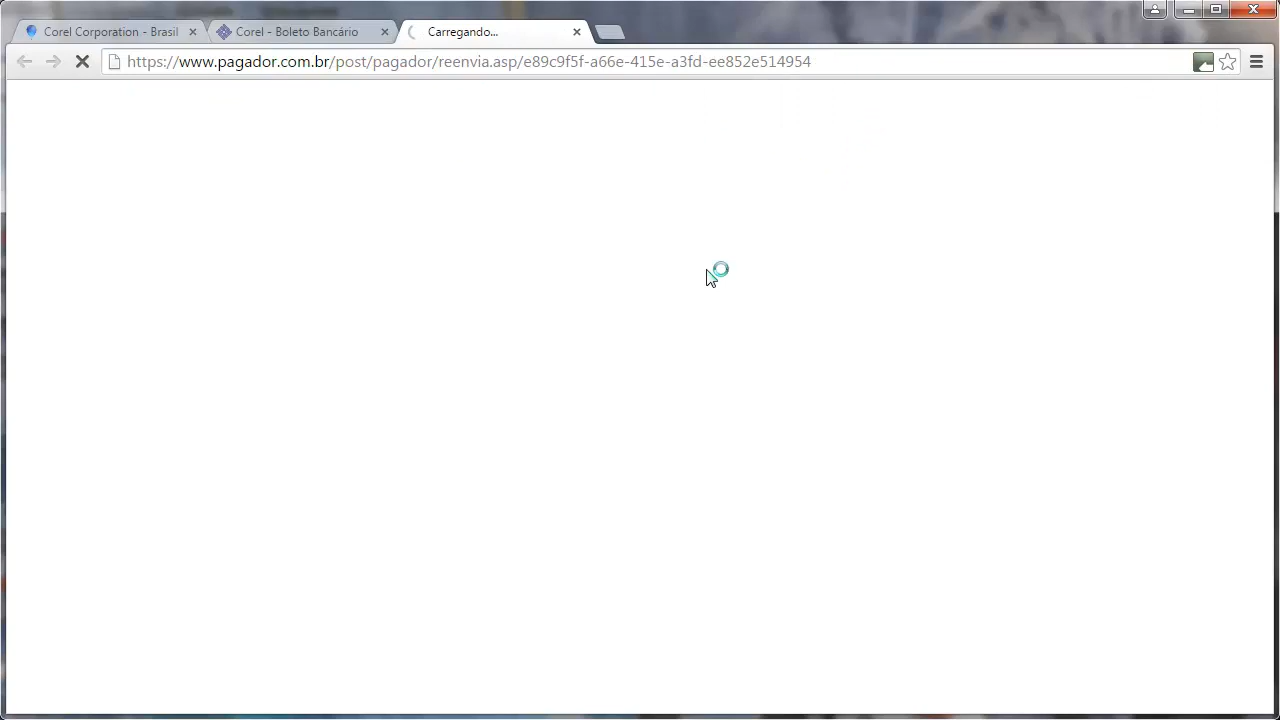 Corel Corporation - Brasil
Corel - Boleto Bancário
Carregando...
https://www.pagador.com.br/post/pagador/reenvia.asp/e89c9f5f-a66e-415e-a3fd-ee852e514954